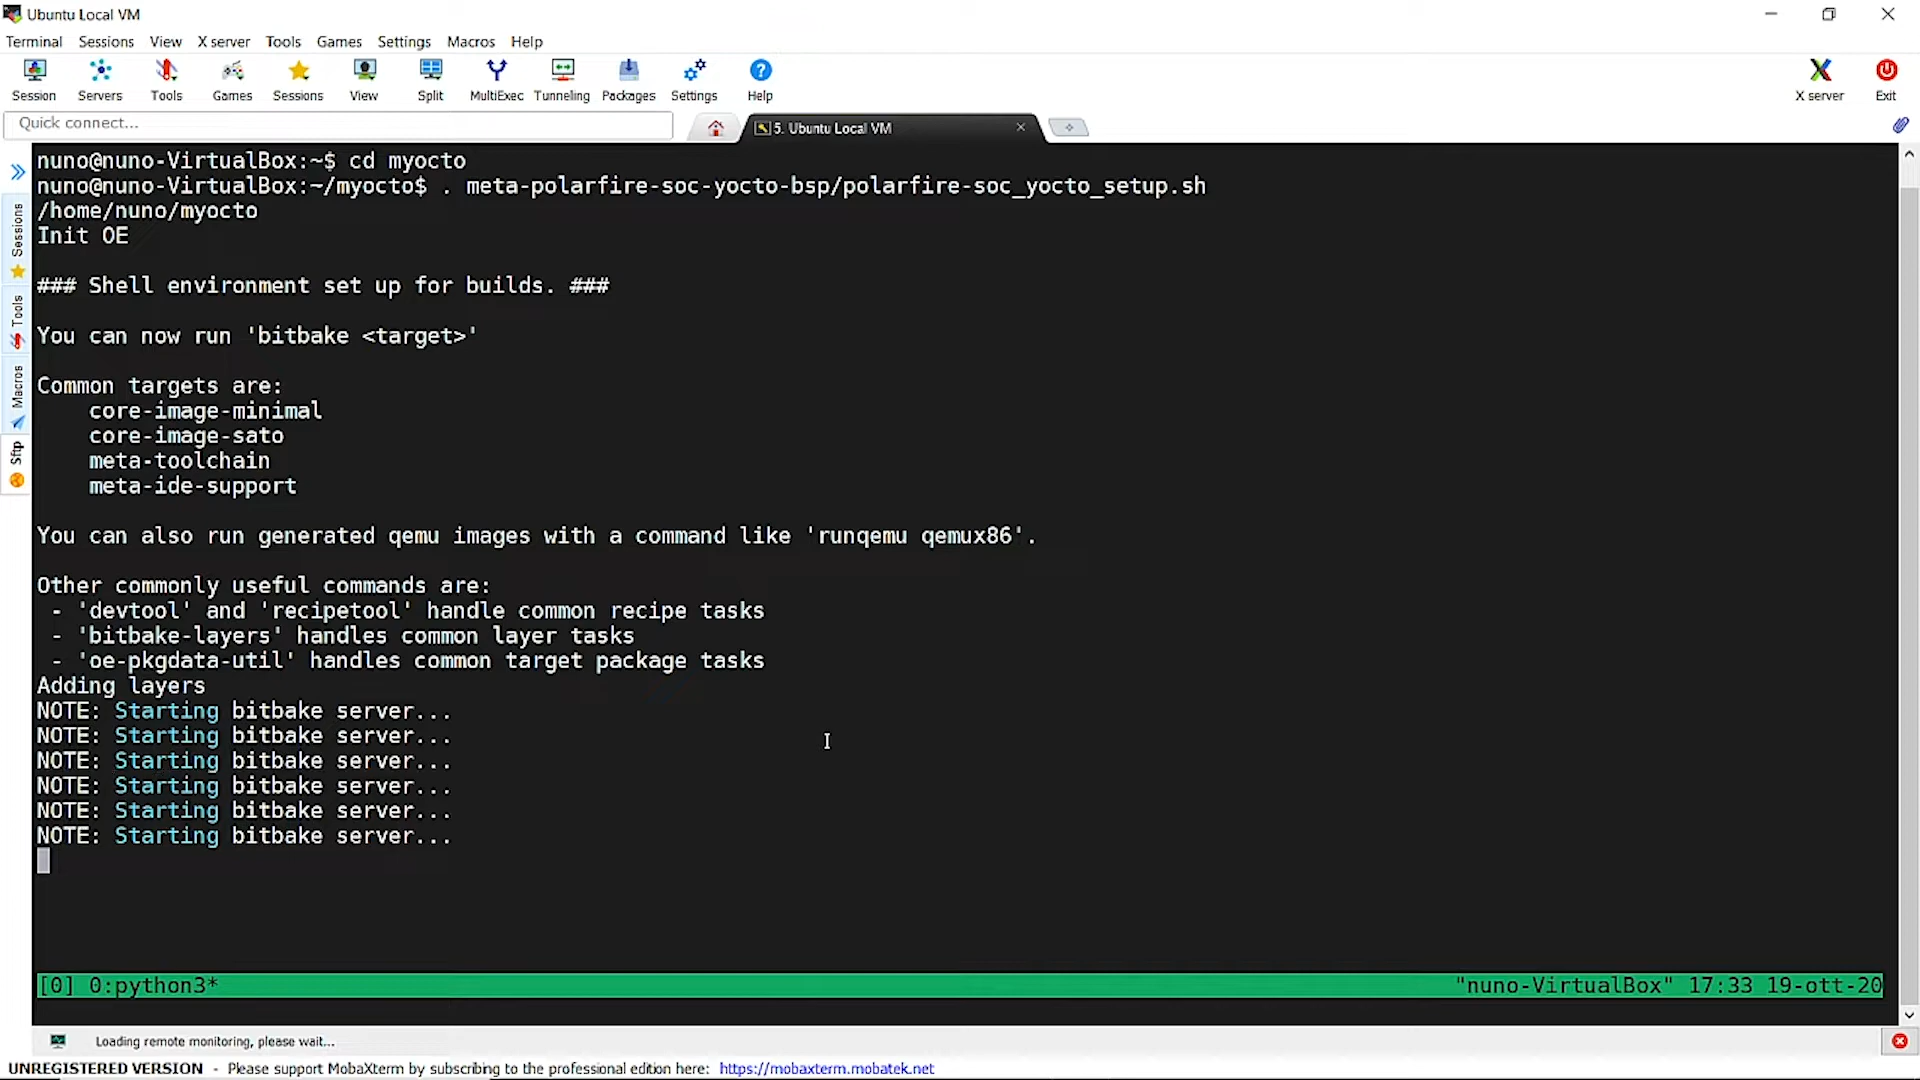 Ubuntu Local VM
Terminal Sessions View X server Tools Games Settings Macros Help
Session Servers Tools Games Sessions View Split MultiExec Tunneling Packages Settings Help X server Exit
Quick connect...
5. Ubuntu Local VM
Sessions
Tools
Macros
Sftp
nuno@nuno-VirtualBox:~$ cd myocto
nuno@nuno-VirtualBox:~/myocto$ . meta-polarfire-soc-yocto-bsp/polarfire-soc_yocto_setup.sh
/home/nuno/myocto
Init OE
### Shell environment set up for builds. ###
You can now run 'bitbake <target>'
Common targets are:
core-image-minimal
core-image-sato
meta-toolchain
meta-ide-support
You can also run generated qemu images with a command like 'runqemu qemux86'.
Other commonly useful commands are:
- 'devtool' and 'recipetool' handle common recipe tasks
- 'bitbake-layers' handles common layer tasks
- 'oe-pkgdata-util' handles common target package tasks
Adding layers
NOTE: Starting bitbake server...
NOTE: Starting bitbake server...
NOTE: Starting bitbake server...
NOTE: Starting bitbake server...
NOTE: Starting bitbake server...
NOTE: Starting bitbake server...
[0] 0:python3* "nuno-VirtualBox" 17:33 19-ott-20
Loading remote monitoring, please wait...
UNREGISTERED VERSION - Please support MobaXterm by subscribing to the professional edition here: https://mobaxterm.mobatek.net